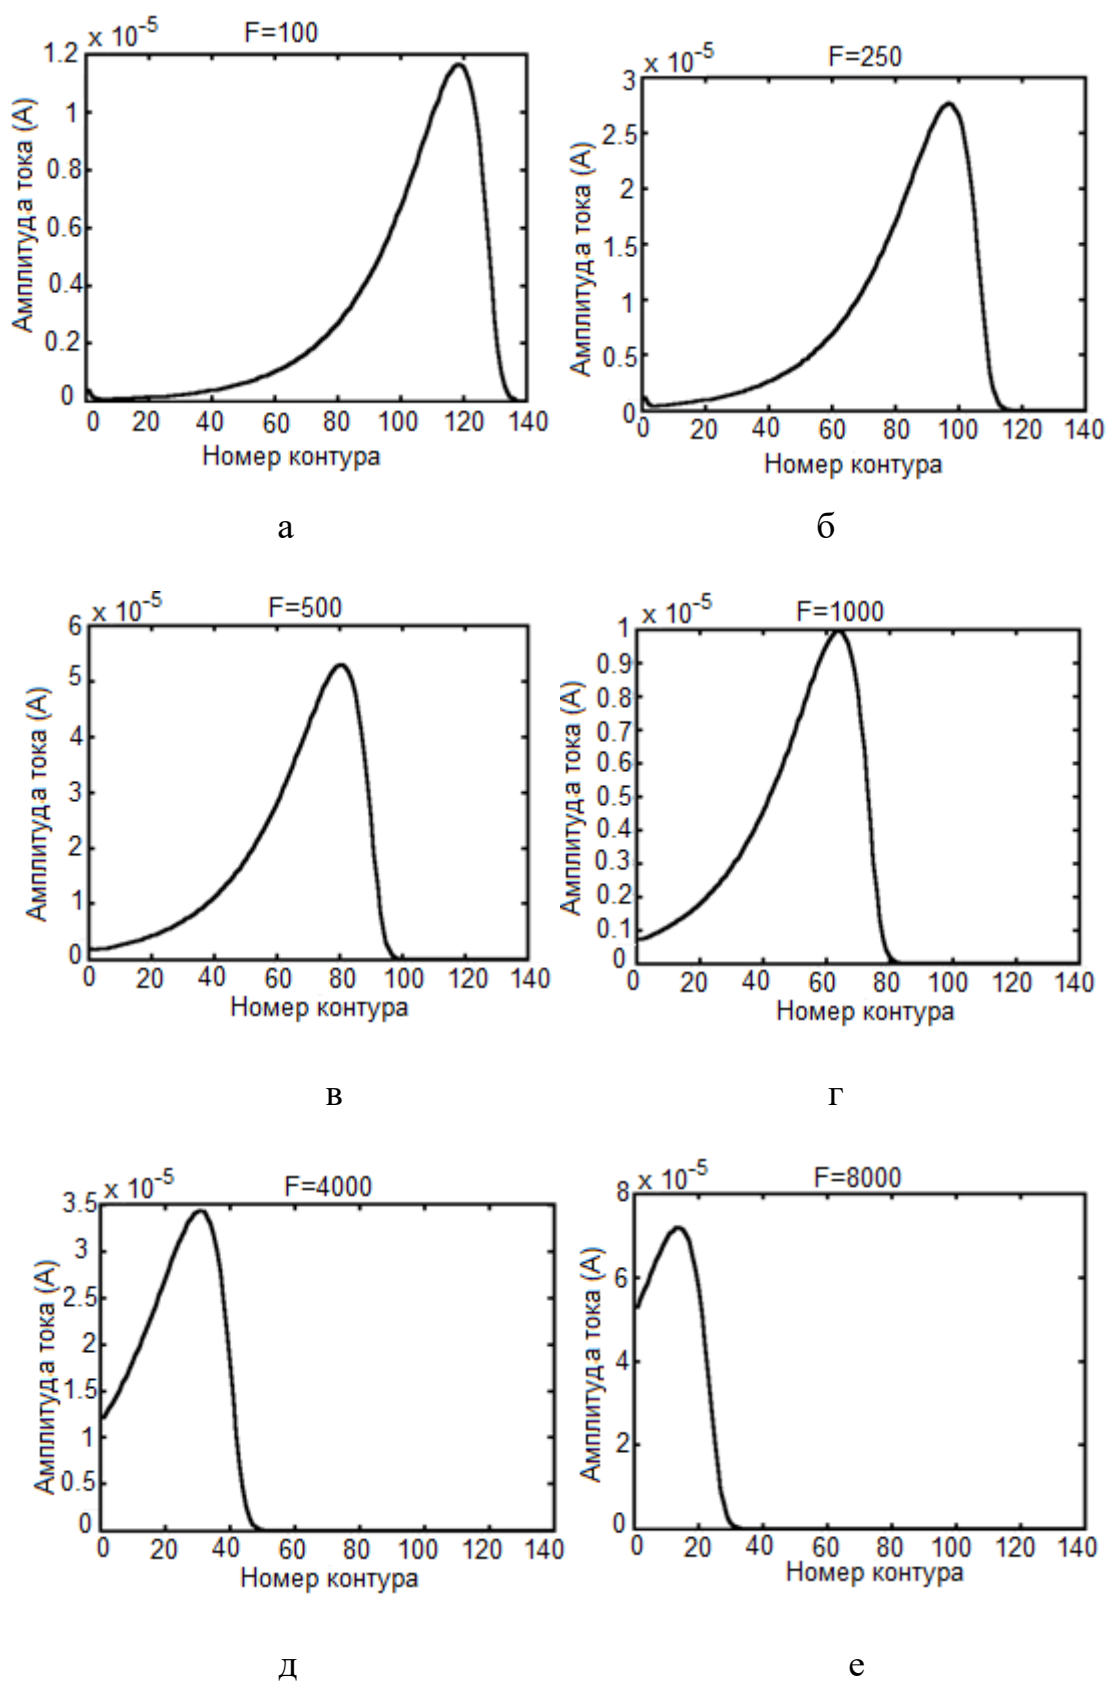 x 10⁻⁵ F=100
1.2
1
0.8
0.6
0.4
0.2
0
Амплитуда тока (А)
0 20 40 60 80 100 120 140
Номер контура
а
x 10⁻⁵ F=250
3
2.5
2
1.5
1
0.5
0
Амплитуда тока (А)
0 20 40 60 80 100 120 140
Номер контура
б
x 10⁻⁵ F=500
6
5
4
3
2
1
0
Амплитуда тока (А)
0 20 40 60 80 100 120 140
Номер контура
в
x 10⁻⁵ F=1000
1
0.9
0.8
0.7
0.6
0.5
0.4
0.3
0.2
0.1
0
Амплитуда тока (А)
0 20 40 60 80 100 120 140
Номер контура
г
x 10⁻⁵ F=4000
3.5
3
2.5
2
1.5
1
0.5
0
Амплитуда тока (А)
0 20 40 60 80 100 120 140
Номер контура
д
x 10⁻⁵ F=8000
8
6
4
2
0
Амплитуда тока (А)
0 20 40 60 80 100 120 140
Номер контура
е